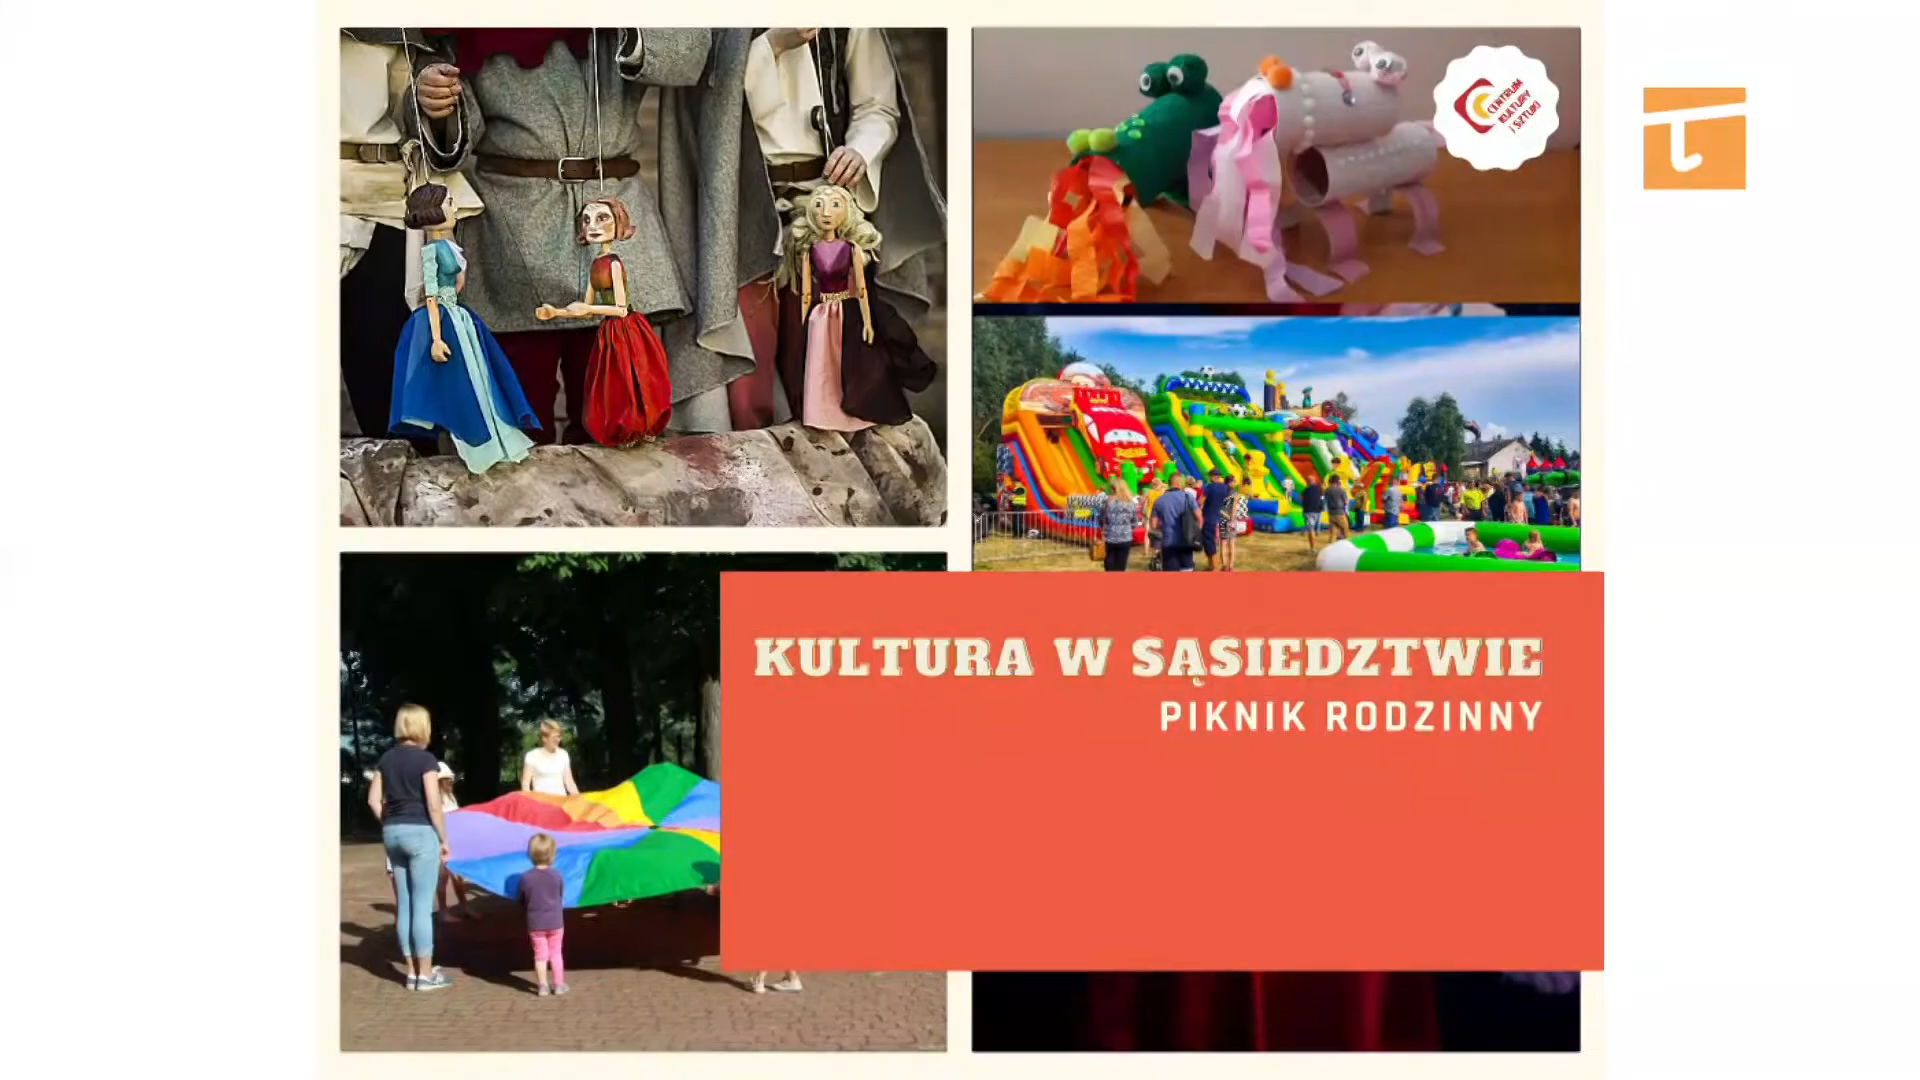 CENTRUM
KULTURY
I SZTUKI
KULTURA W SĄSIEDZTWIE
PIKNIK RODZINNY